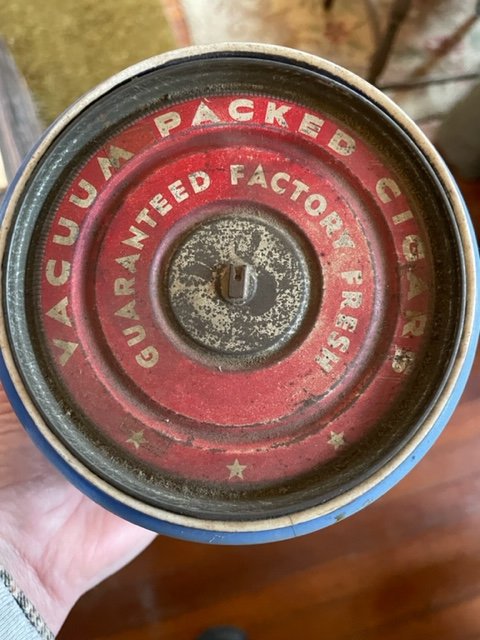 VACUUM PACKED CIGARS
GUARANTEED FACTORY FRESH